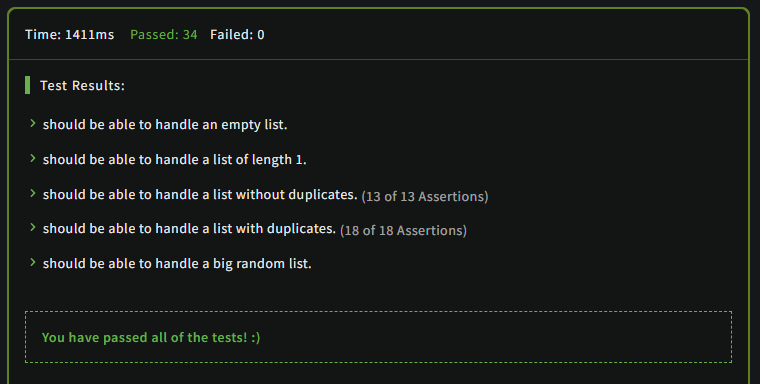 Time: 1411ms Passed: 34 Failed: 0
Test Results:
should be able to handle an empty list.
should be able to handle a list of length 1.
should be able to handle a list without duplicates. (13 of 13 Assertions)
should be able to handle a list with duplicates. (18 of 18 Assertions)
should be able to handle a big random list.
You have passed all of the tests! :)